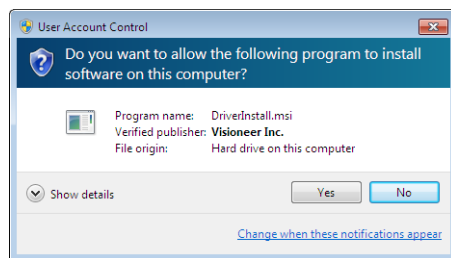 User Account Control
Do you want to allow the following program to install
software on this computer?
Program name: DriverInstall.msi
Verified publisher: Visioneer Inc.
File origin: Hard drive on this computer
Show details
Yes
No
Change when these notifications appear